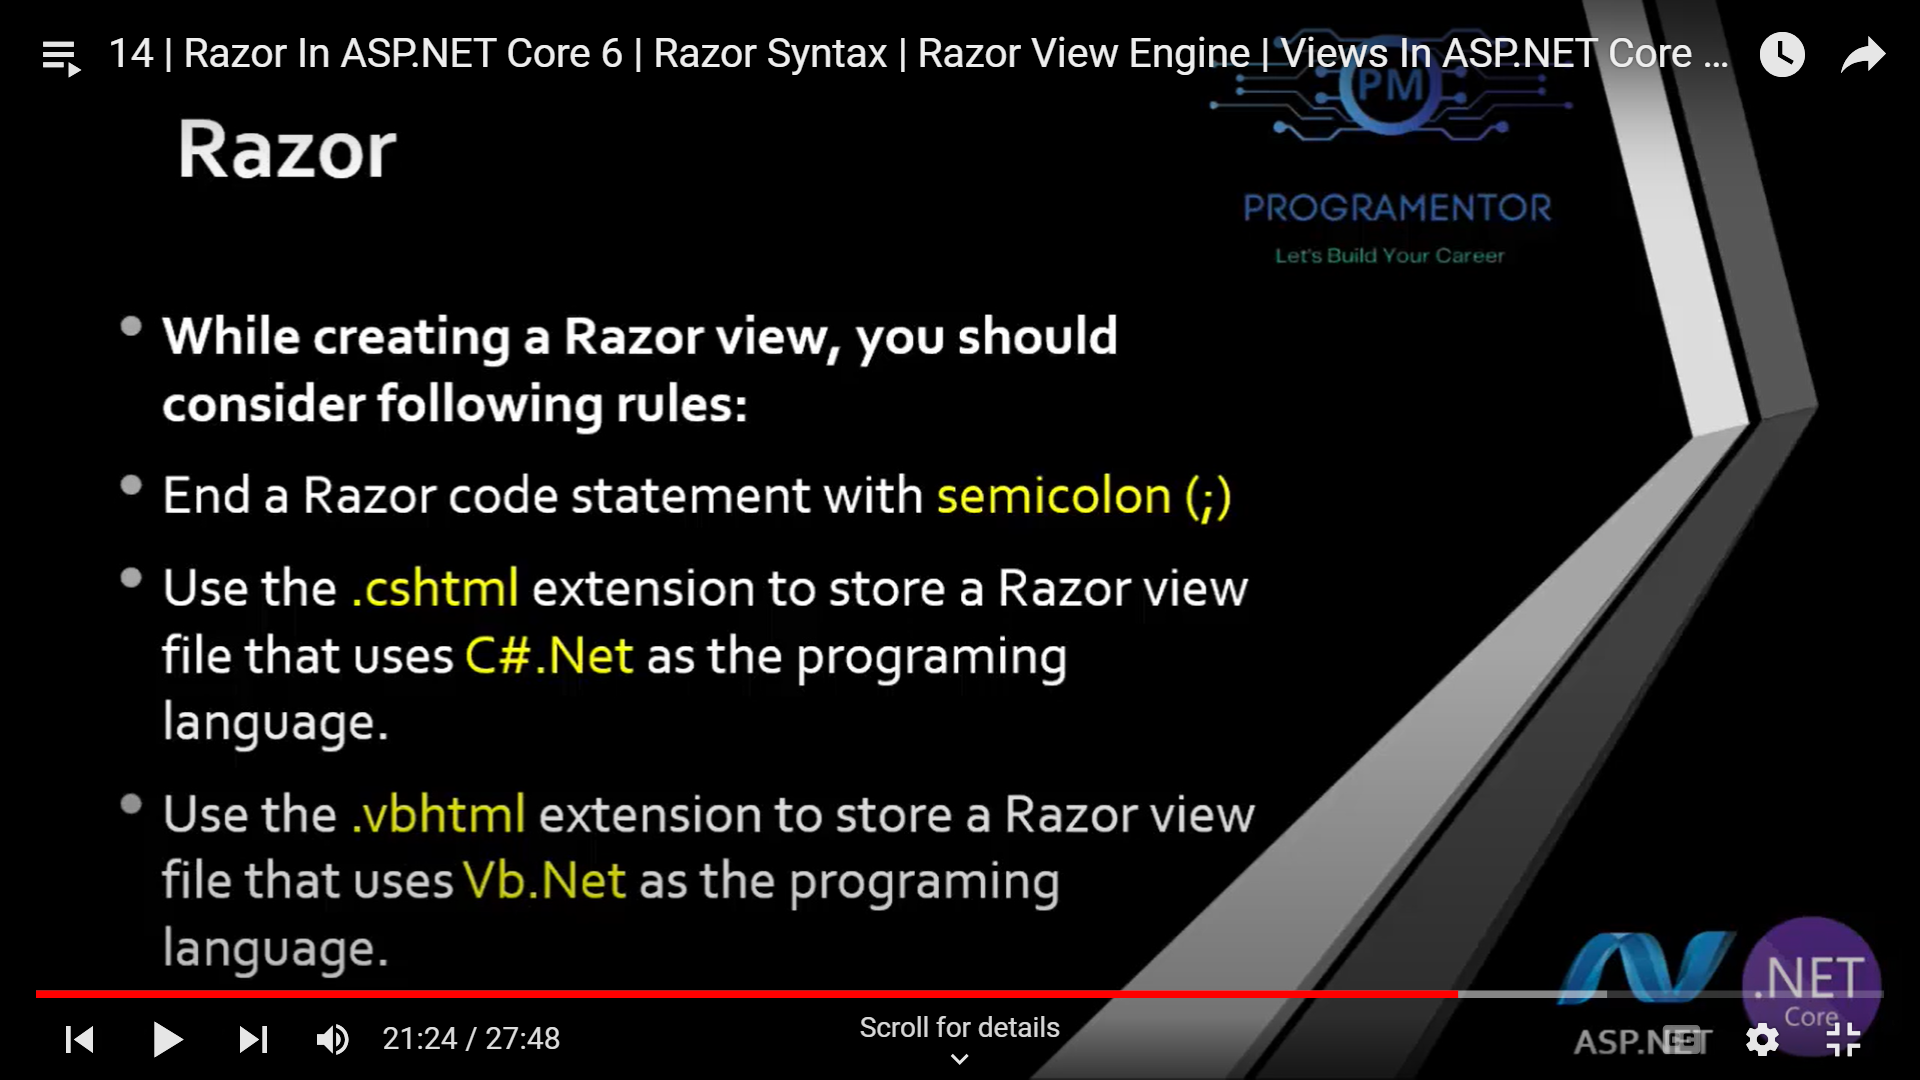 14 | Razor In ASP.NET Core 6 | Razor Syntax | Razor View Engine | Views In ASP.NET Core ...
PM
Razor
PROGRAMENTOR
Let's Build Your Career
While creating a Razor view, you should
consider following rules:
End a Razor code statement with semicolon (;)
Use the .cshtml extension to store a Razor view
file that uses C#.Net as the programing
language.
Use the .vbhtml extension to store a Razor view
file that uses Vb.Net as the programing
language.
.NET
Core
ASP.NET
21:24 / 27:48
Scroll for details